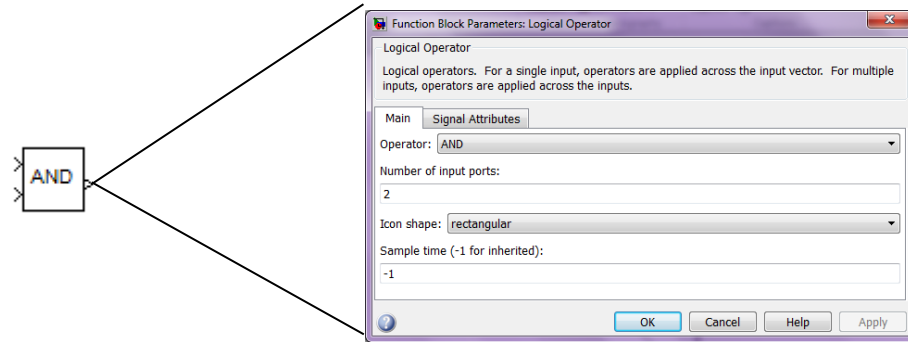 Function Block Parameters: Logical Operator
Logical Operator
Logical operators. For a single input, operators are applied across the input vector. For multiple
inputs, operators are applied across the inputs.
Main Signal Attributes
Operator: AND
Number of input ports:
2
AND
Icon shape: rectangular
Sample time (-1 for inherited):
-1
OK Cancel Help Apply